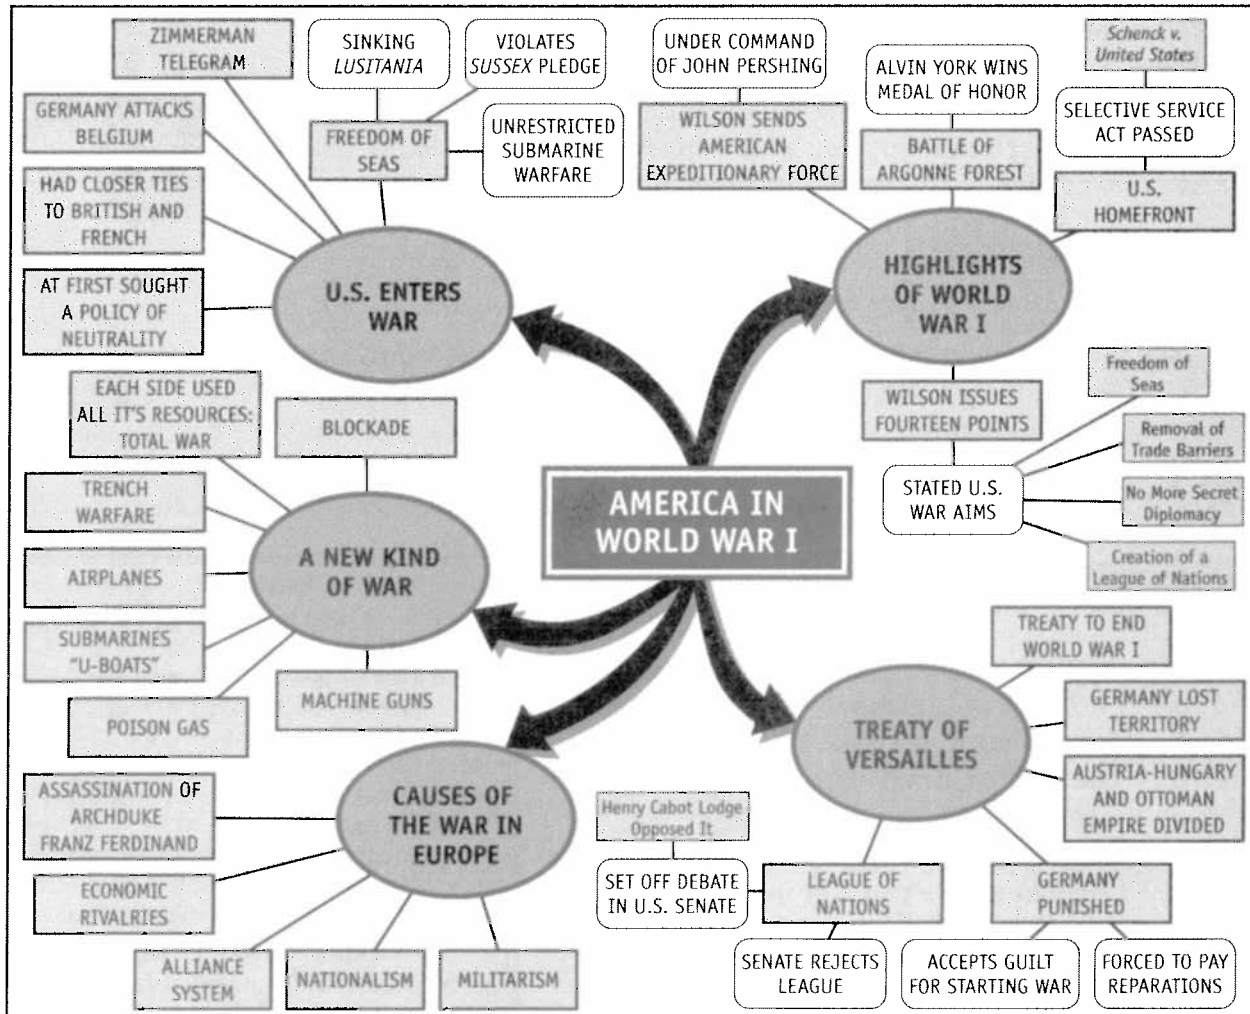 ZIMMERMAN
TELEGRAM
SINKING
LUSITANIA
VIOLATES
SUSSEX PLEDGE
GERMANY ATTACKS
BELGIUM
FREEDOM OF
SEAS
UNRESTRICTED
SUBMARINE
WARFARE
HAD CLOSER TIES
TO BRITISH AND
FRENCH
AT FIRST SOUGHT
A POLICY OF
NEUTRALITY
U.S. ENTERS
WAR
UNDER COMMAND
OF JOHN PERSHING
WILSON SENDS
AMERICAN
EXPEDITIONARY FORCE
ALVIN YORK WINS
MEDAL OF HONOR
BATTLE OF
ARGONNE FOREST
Schenck v.
United States
SELECTIVE SERVICE
ACT PASSED
U.S.
HOMEFRONT
HIGHLIGHTS
OF WORLD
WAR I
WILSON ISSUES
FOURTEEN POINTS
STATED U.S.
WAR AIMS
Freedom of
Seas
Removal of
Trade Barriers
No More Secret
Diplomacy
Creation of a
League of Nations
EACH SIDE USED
ALL IT'S RESOURCES:
TOTAL WAR
BLOCKADE
TRENCH
WARFARE
AIRPLANES
SUBMARINES
"U-BOATS"
POISON GAS
MACHINE GUNS
A NEW KIND
OF WAR
AMERICA IN
WORLD WAR I
TREATY TO END
WORLD WAR I
GERMANY LOST
TERRITORY
AUSTRIA-HUNGARY
AND OTTOMAN
EMPIRE DIVIDED
TREATY OF
VERSAILLES
ASSASSINATION OF
ARCHDUKE
FRANZ FERDINAND
ECONOMIC
RIVALRIES
ALLIANCE
SYSTEM
NATIONALISM
MILITARISM
CAUSES OF
THE WAR IN
EUROPE
Henry Cabot Lodge
Opposed It
SET OFF DEBATE
IN U.S. SENATE
LEAGUE OF
NATIONS
SENATE REJECTS
LEAGUE
GERMANY
PUNISHED
ACCEPTS GUILT
FOR STARTING WAR
FORCED TO PAY
REPARATIONS